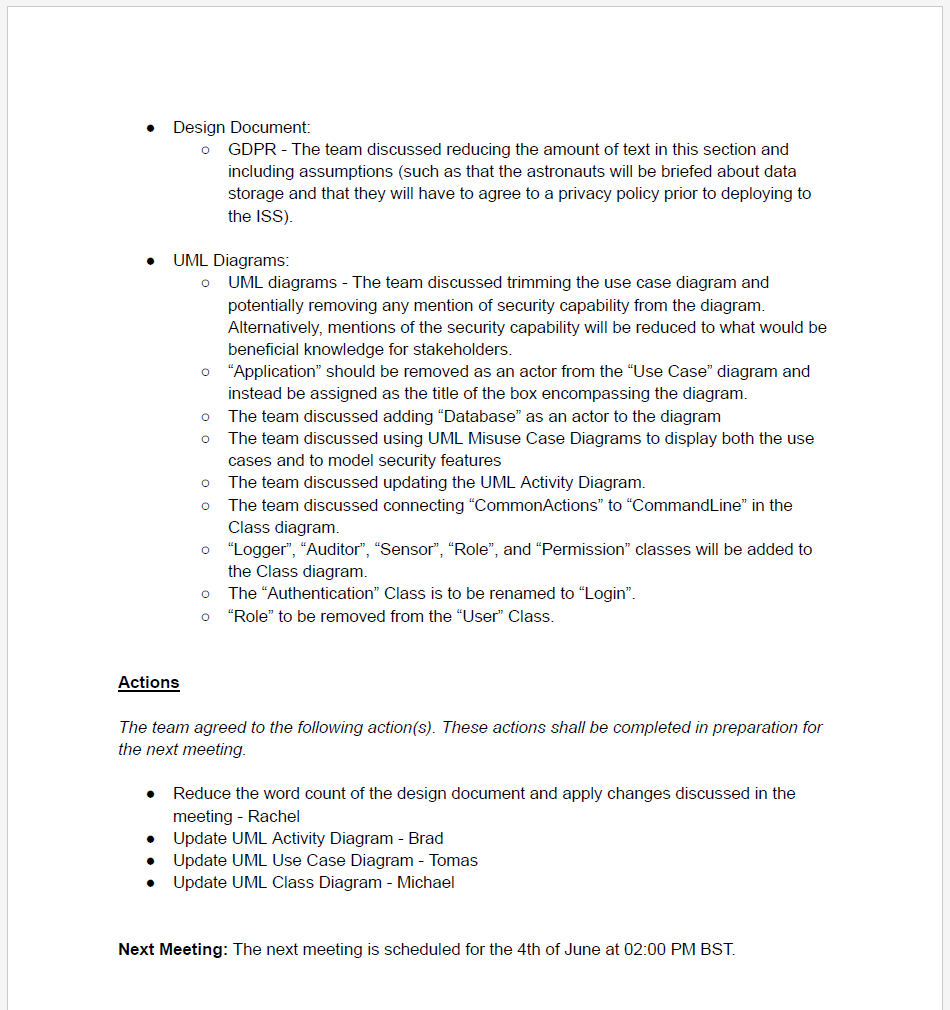 ● Design Document:
○ GDPR - The team discussed reducing the amount of text in this section and
including assumptions (such as that the astronauts will be briefed about data
storage and that they will have to agree to a privacy policy prior to deploying to
the ISS).
● UML Diagrams:
○ UML diagrams - The team discussed trimming the use case diagram and
potentially removing any mention of security capability from the diagram.
Alternatively, mentions of the security capability will be reduced to what would be
beneficial knowledge for stakeholders.
○ “Application” should be removed as an actor from the “Use Case” diagram and
instead be assigned as the title of the box encompassing the diagram.
○ The team discussed adding “Database” as an actor to the diagram
○ The team discussed using UML Misuse Case Diagrams to display both the use
cases and to model security features
○ The team discussed updating the UML Activity Diagram.
○ The team discussed connecting “CommonActions” to “CommandLine” in the
Class diagram.
○ “Logger”, “Auditor”, “Sensor”, “Role”, and “Permission” classes will be added to
the Class diagram.
○ The “Authentication” Class is to be renamed to “Login”.
○ “Role” to be removed from the “User” Class.
Actions
The team agreed to the following action(s). These actions shall be completed in preparation for
the next meeting.
● Reduce the word count of the design document and apply changes discussed in the
meeting - Rachel
● Update UML Activity Diagram - Brad
● Update UML Use Case Diagram - Tomas
● Update UML Class Diagram - Michael
Next Meeting: The next meeting is scheduled for the 4th of June at 02:00 PM BST.